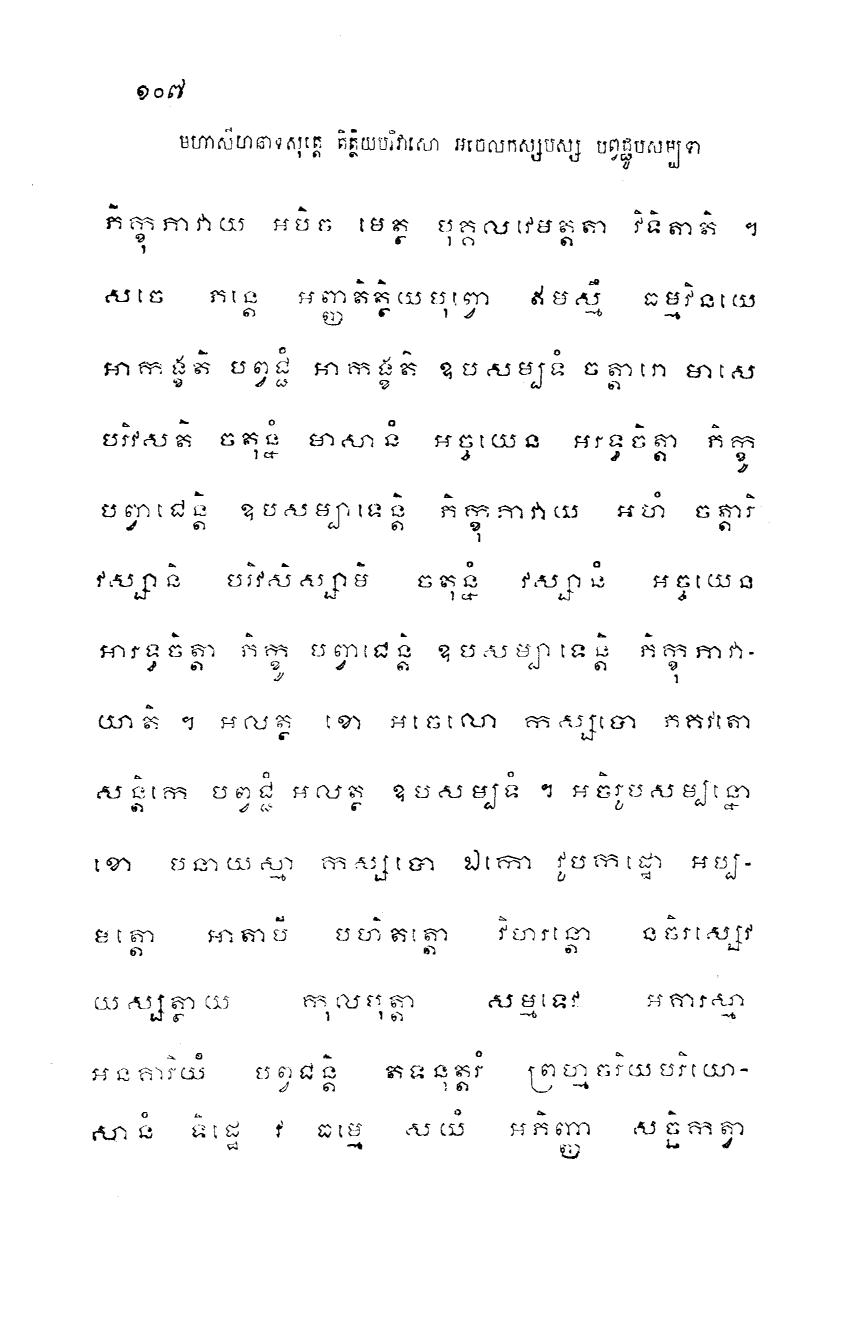 ១០៧
មហាសីហនាទសុត្តេ តិត្ថិយបរិវាសោ អចេលកស្សបស្ស បព្វជ្ជូបសម្បទា
ភិក្ខុភាវាយ អបិច មេត្ថ បុគ្គលវេមត្តតា វិទិតាតិ ។
សចេ ភន្តេ អញ្ញតិត្ថិយបុព្វោ ឥមស្មឹ ធម្មវិនយេ
អាកង្ខតិ បព្វជ្ជំ អាកង្ខតិ ឧបសម្បទំ ចត្តារោ មាសេ
បរិវសតិ ចតុន្នំ មាសានំ អច្ចយេន អារទ្ធចិត្តា ភិក្ខូ
បព្វាជេន្តិ ឧបសម្បាទេន្តិ ភិក្ខុភាវាយ អហំ ចត្តារិ
វស្សានិ បរិវសិស្សាមិ ចតុន្នំ វស្សានំ អច្ចយេន
អារទ្ធចិត្តា ភិក្ខូ បព្វាជេន្តិ ឧបសម្បាទេន្តិ ភិក្ខុភាវា-
យាតិ ។ អលត្ថ ខោ អចេលោ កស្សបោ ភគវតោ
សន្តិកេ បព្វជ្ជំ អលត្ថ ឧបសម្បទំ ។ អចិរូបសម្បន្នោ
ខោ បនាយស្មា កស្សបោ ឯកោ វូបកដ្ឋោ អប្ប-
មត្តោ អាតាបី បហិតត្តោ វិហរន្តោ នចិរស្សេវ
យស្សត្ថាយ កុលបុត្តា សម្មទេវ អគារស្មា
អនគារិយំ បព្វជន្តិ តទនុត្តរំ ព្រហ្មចរិយបរិយោ-
សានំ ទិដ្ឋេ វ ធម្មេ សយំ អភិញ្ញា សច្ឆិកត្វា